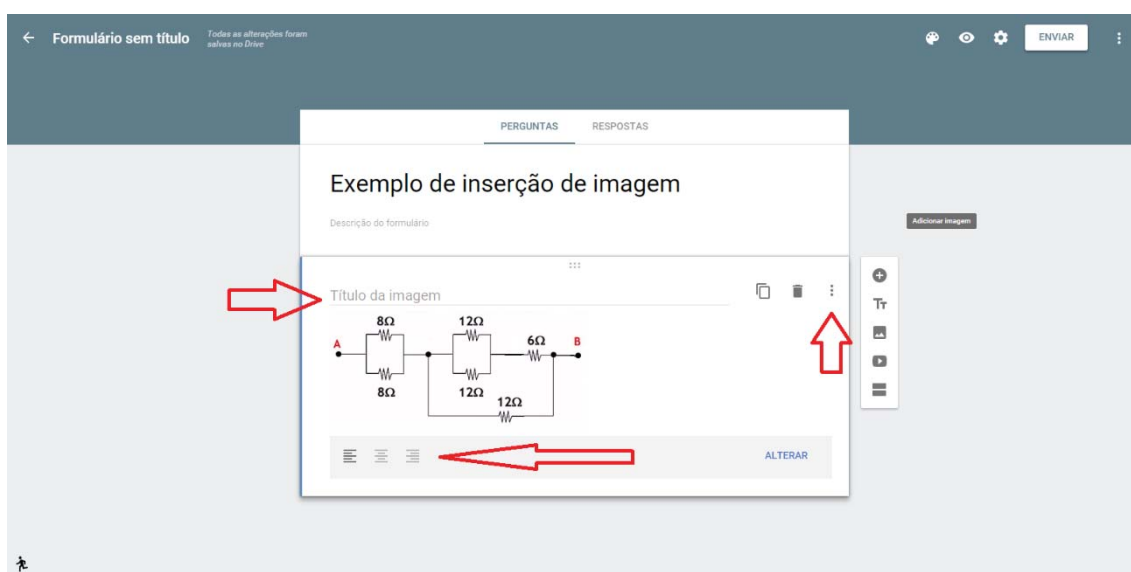 Formulário sem título
Todas as alterações foram
salvas no Drive
ENVIAR
PERGUNTAS RESPOSTAS
Exemplo de inserção de imagem
Descrição do formulário
Adicionar imagem
Título da imagem
8Ω 12Ω
A 6Ω B
8Ω 12Ω
12Ω
ALTERAR
Tт